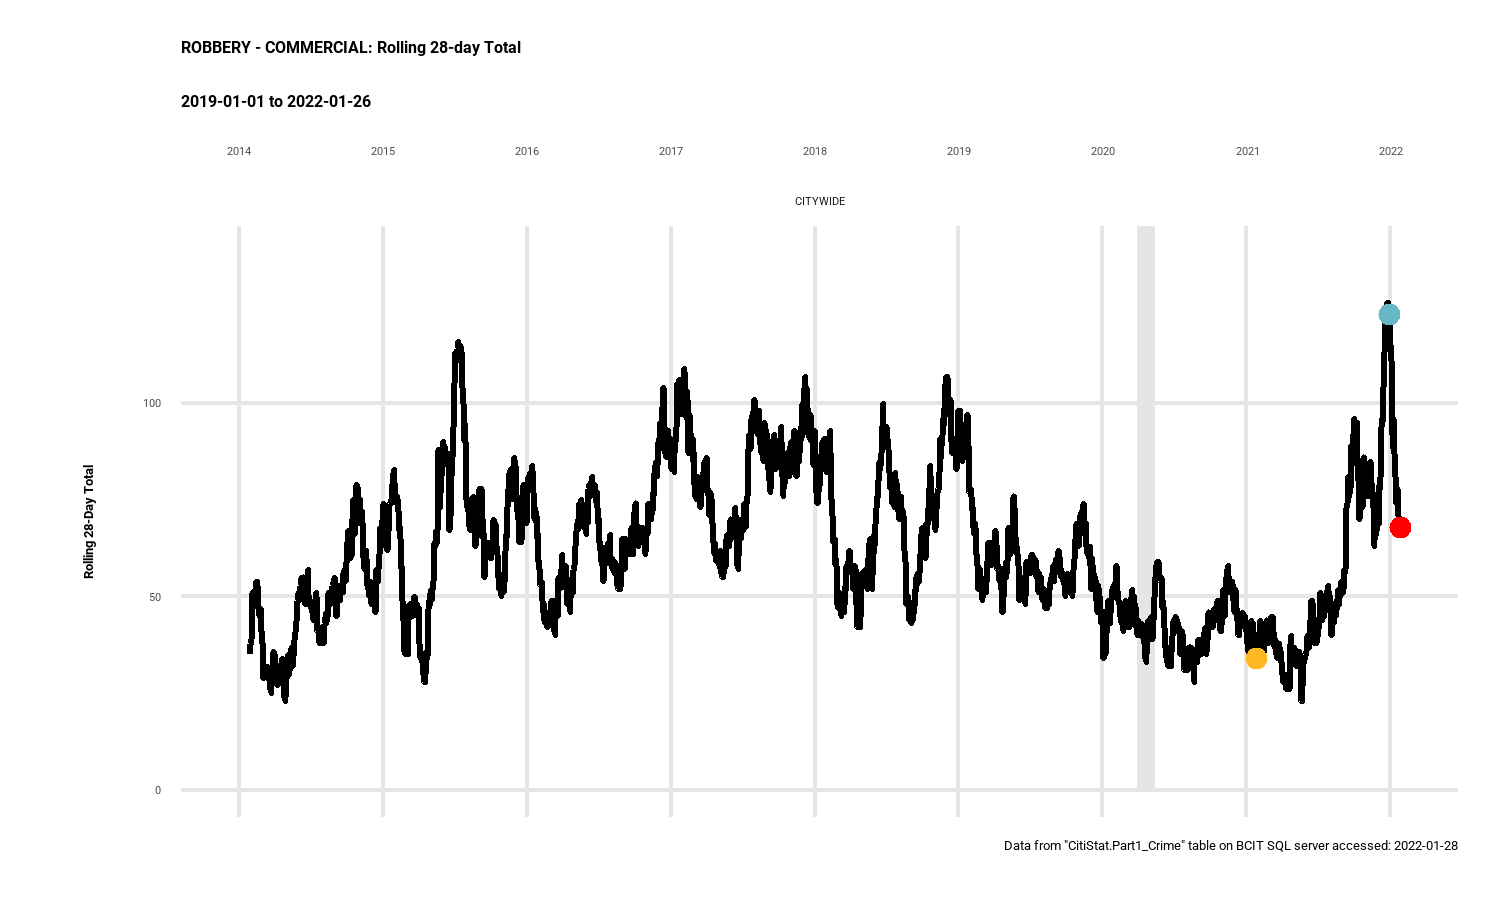 ROBBERY - COMMERCIAL: Rolling 28-day Total
2019-01-01 to 2022-01-26
2014 2015 2016 2017 2018 2019 2020 2021 2022
CITYWIDE
100
50
0
Rolling 28-Day Total
Data from "CitiStat.Part1_Crime" table on BCIT SQL server accessed: 2022-01-28